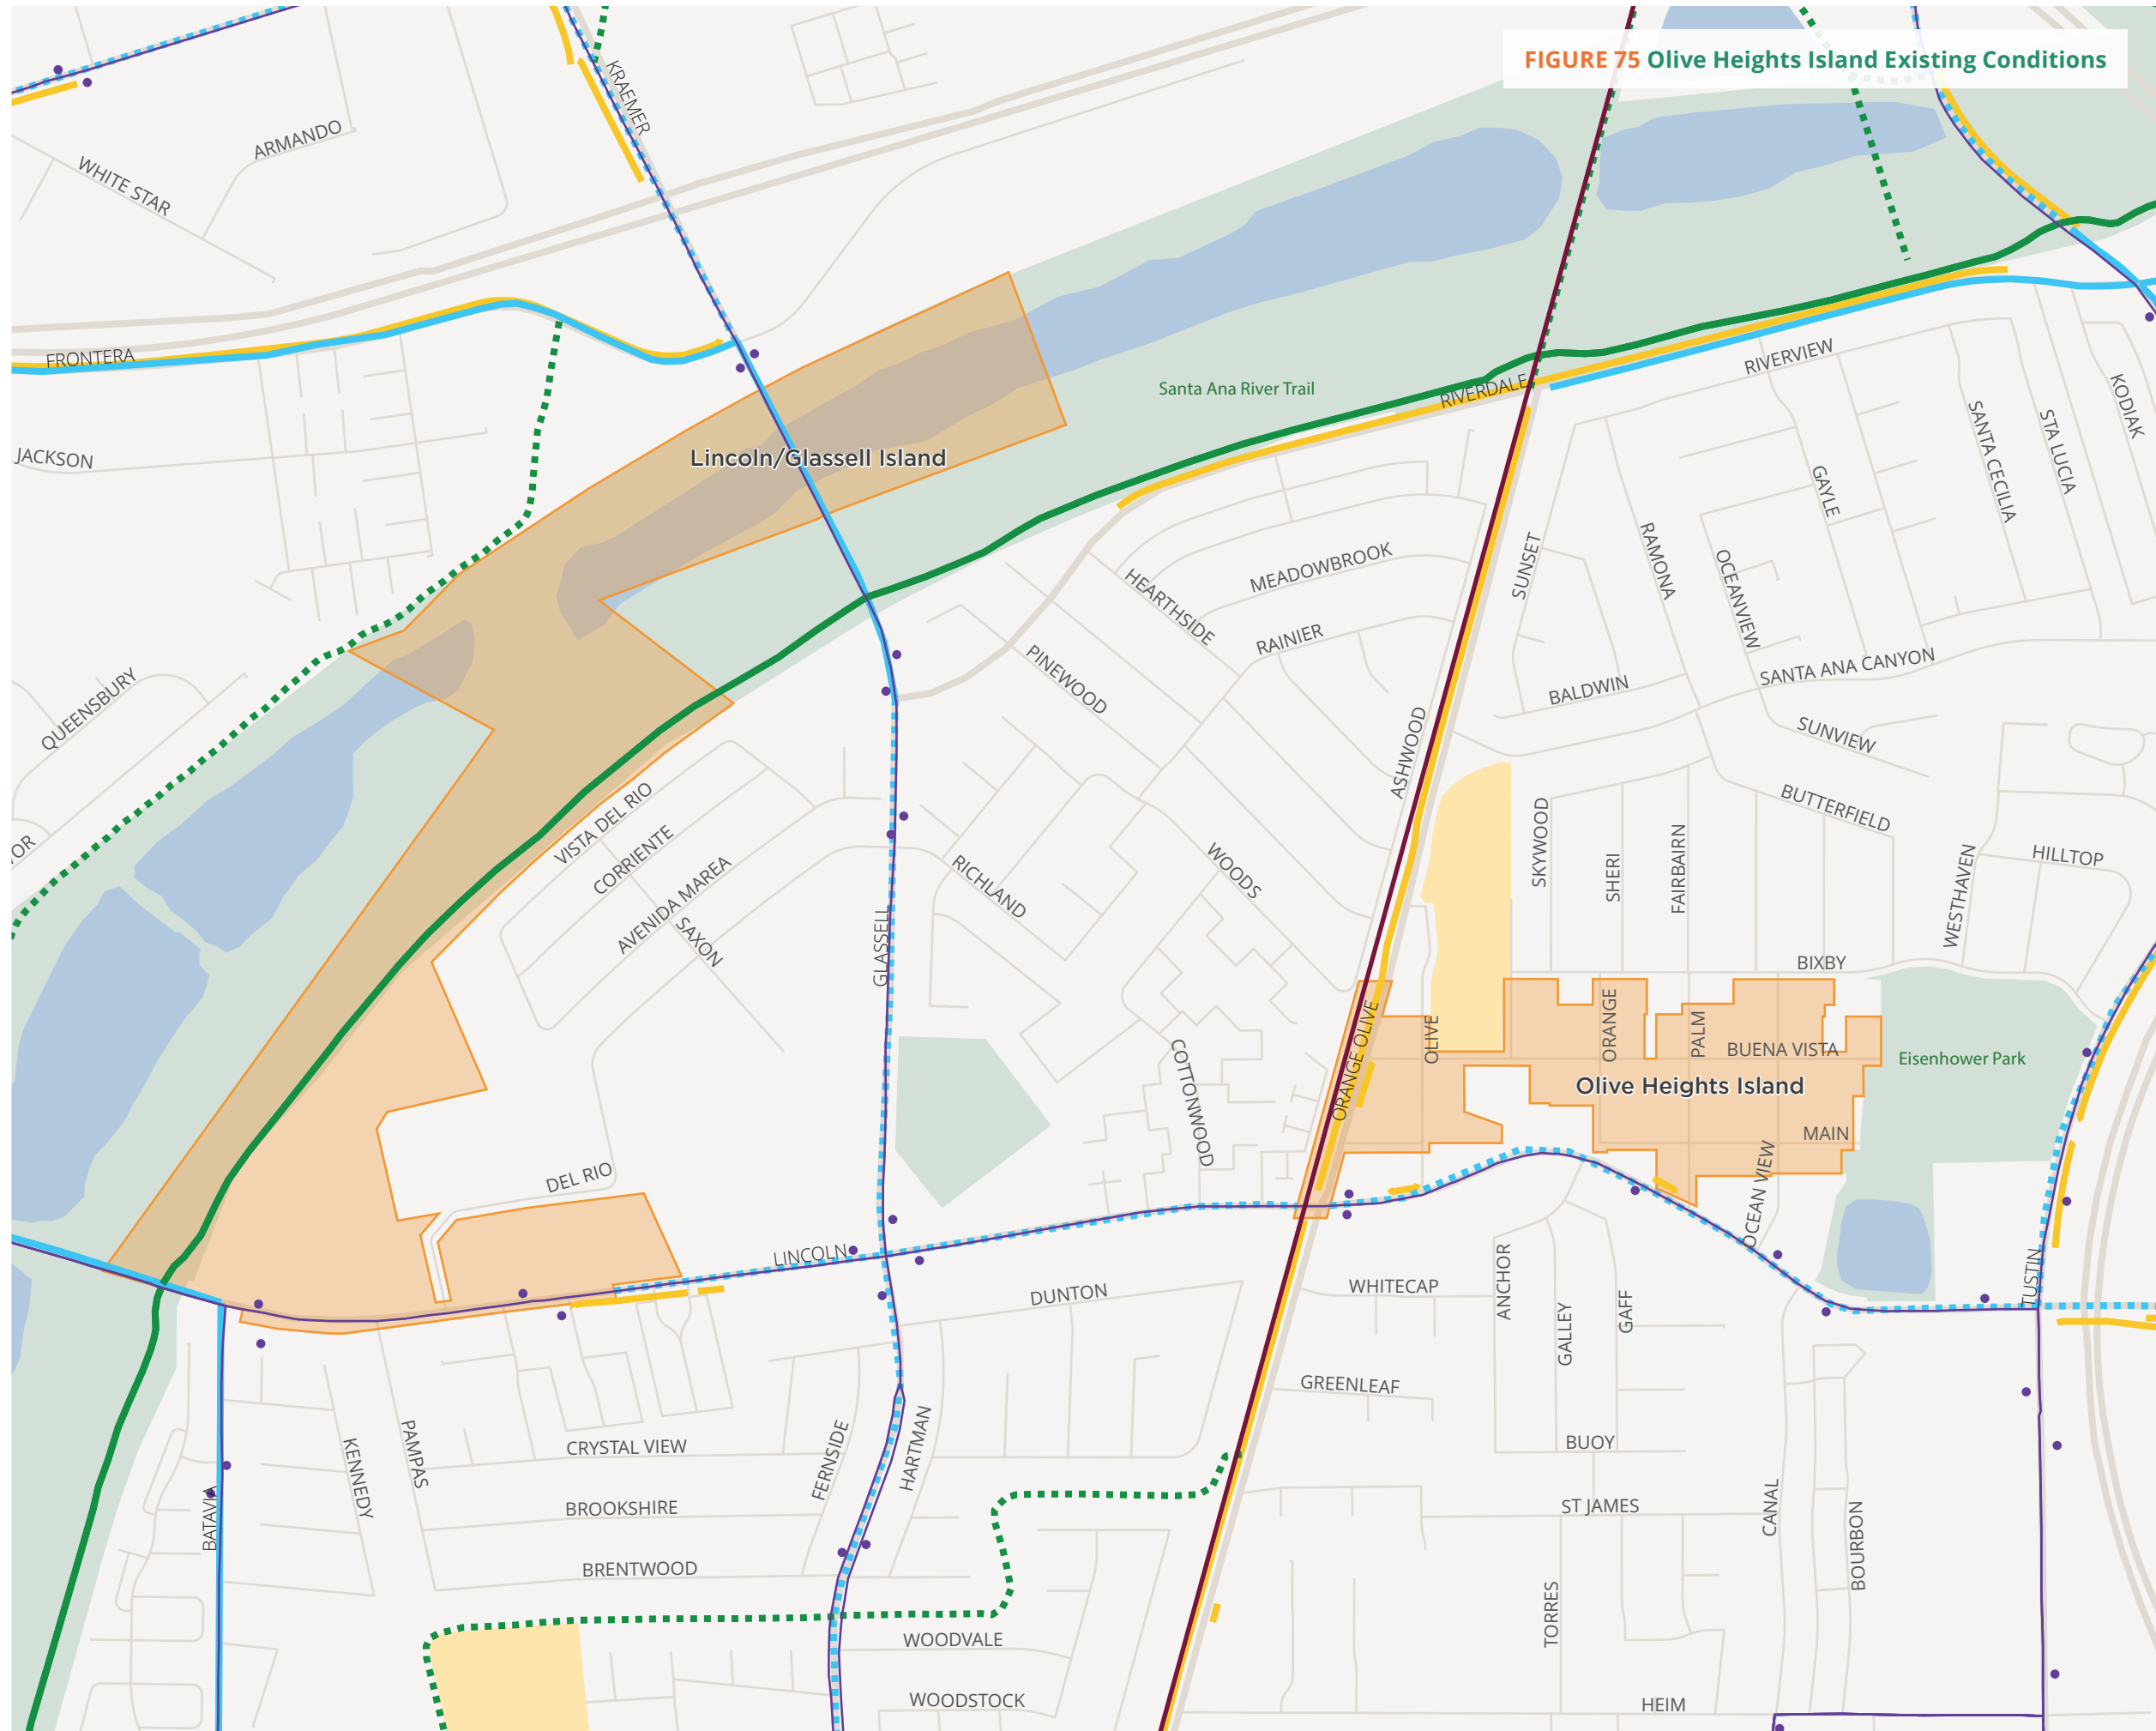 FIGURE 75 Olive Heights Island Existing Conditions
KRAEMER
ARMANDO
WHITE STAR
FRONTERA
JACKSON
Santa Ana River Trail
RIVERDALE
RIVERVIEW
KODIAK
STA LUCIA
SANTA CECILIA
GAYLE
Lincoln/Glassell Island
MEADOWBROOK
HEARTHSIDE
RAINIER
SUNSET
RAMONA
OCEANVIEW
SANTA ANA CANYON
QUEENSBURY
PINEWOOD
BALDWIN
SUNVIEW
ASHWOOD
VISTA DEL RIO
CORRIENTE
AVENIDA MAREA
SAXON
BUTTERFIELD
SKYWOOD
SHERI
FAIRBAIRN
WESTHAVEN
HILLTOP
WOODS
RICHLAND
GLASSELL
BIXBY
ORANGE OLIVE
OLIVE
ORANGE
PALM
BUENA VISTA
Eisenhower Park
Olive Heights Island
COTTONWOOD
MAIN
OCEAN VIEW
DEL RIO
LINCOLN
DUNTON
WHITECAP
ANCHOR
GALLEY
GAFF
TUSTIN
GREENLEAF
BUOY
KENNEDY
PAMPAS
CRYSTAL VIEW
FERNSIDE
HARTMAN
BATAVIA
BROOKSHIRE
ST JAMES
CANAL
BOURBON
BRENTWOOD
TORRES
WOODVALE
WOODSTOCK
HEIM